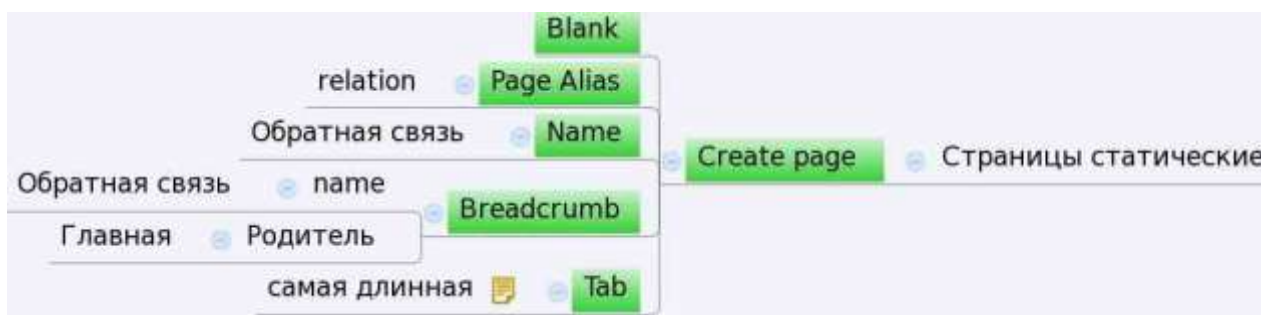 Blank
relation Page Alias
Обратная связь Name
Create page Страницы статические
Обратная связь name
Breadcrumb
Главная Родитель
самая длинная Tab